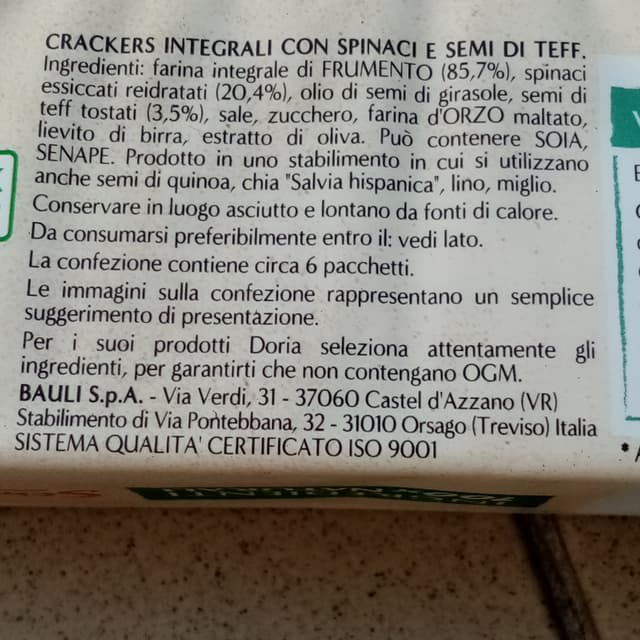 CRACKERS INTEGRALI CON SPINACI E SEMI DI TEFF.
Ingredienti: farina integrale di FRUMENTO (85,7%), spinaci
essiccati reidratati (20,4%), olio di semi di girasole, semi di
teff tostati (3,5%), sale, zucchero, farina d'ORZO maltato,
lievito di birra, estratto di oliva. Può contenere SOIA,
SENAPE. Prodotto in uno stabilimento in cui si utilizzano
anche semi di quinoa, chia "Salvia hispanica", lino, miglio.
Conservare in luogo asciutto e lontano da fonti di calore.
Da consumarsi preferibilmente entro il: vedi lato.
La confezione contiene circa 6 pacchetti.
Le immagini sulla confezione rappresentano un semplice
suggerimento di presentazione.
Per i suoi prodotti Doria seleziona attentamente gli
ingredienti, per garantirti che non contengano OGM.
BAULI S.p.A. - Via Verdi, 31 - 37060 Castel d'Azzano (VR)
Stabilimento di Via Pontebbana, 32 - 31010 Orsago (Treviso) Italia
SISTEMA QUALITA' CERTIFICATO ISO 9001